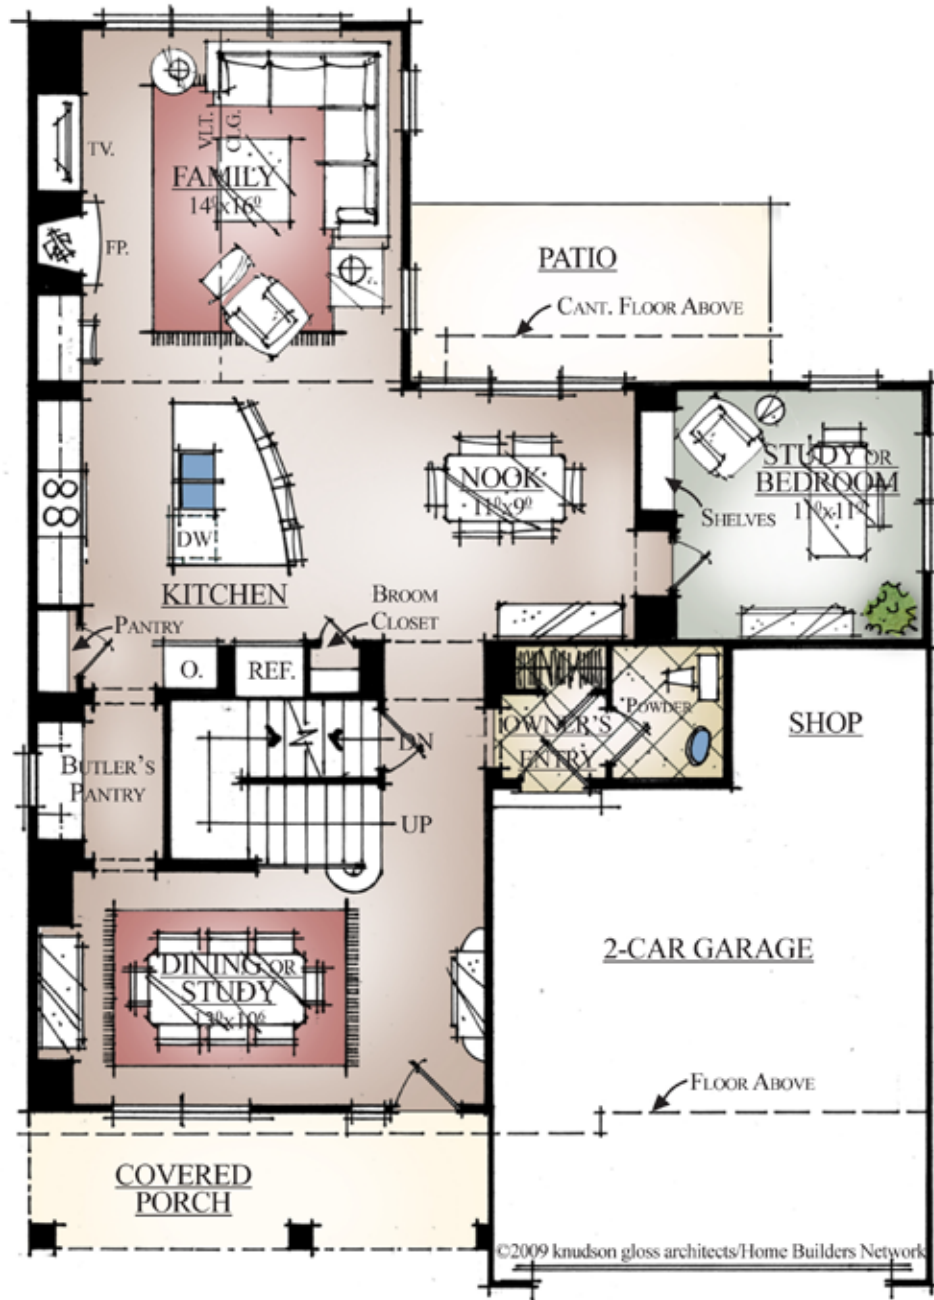 VLT.
CLG.
TV.
FAMILY
14⁰x16⁰
FP.
PATIO
CANT. FLOOR ABOVE
NOOK
11⁰x9⁰
STUDY OR
BEDROOM
11⁰x11⁰
SHELVES
DW
KITCHEN
BROOM
CLOSET
PANTRY
O.
REF.
POWDER
OWNER'S
ENTRY
SHOP
DN
BUTLER'S
PANTRY
UP
2-CAR GARAGE
DINING OR
STUDY
FLOOR ABOVE
COVERED
PORCH
©2009 knudson gloss architects/Home Builders Network